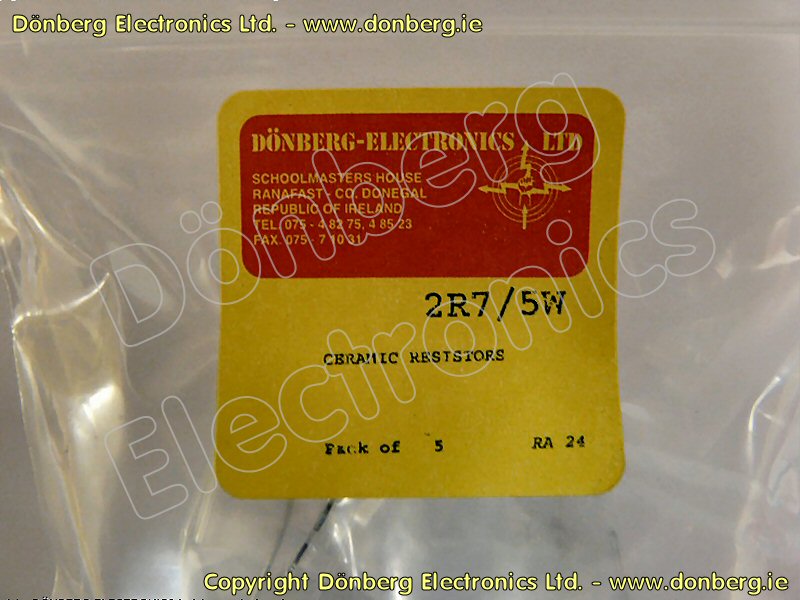 Dönberg Electronics Ltd. - www.donberg.ie
DÖNBERG-ELECTRONICS LTD
SCHOOLMASTERS HOUSE
RANAFAST - CO. DONEGAL
REPUBLIC OF IRELAND
TEL. 075 - 4 82 75, 4 85 23
FAX. 075 - 7 10 31
2R7/5W
CERAMIC RESISTORS
Pack of 5 RA 24
Dönberg
Electronics
Copyright Dönberg Electronics Ltd. - www.donberg.ie